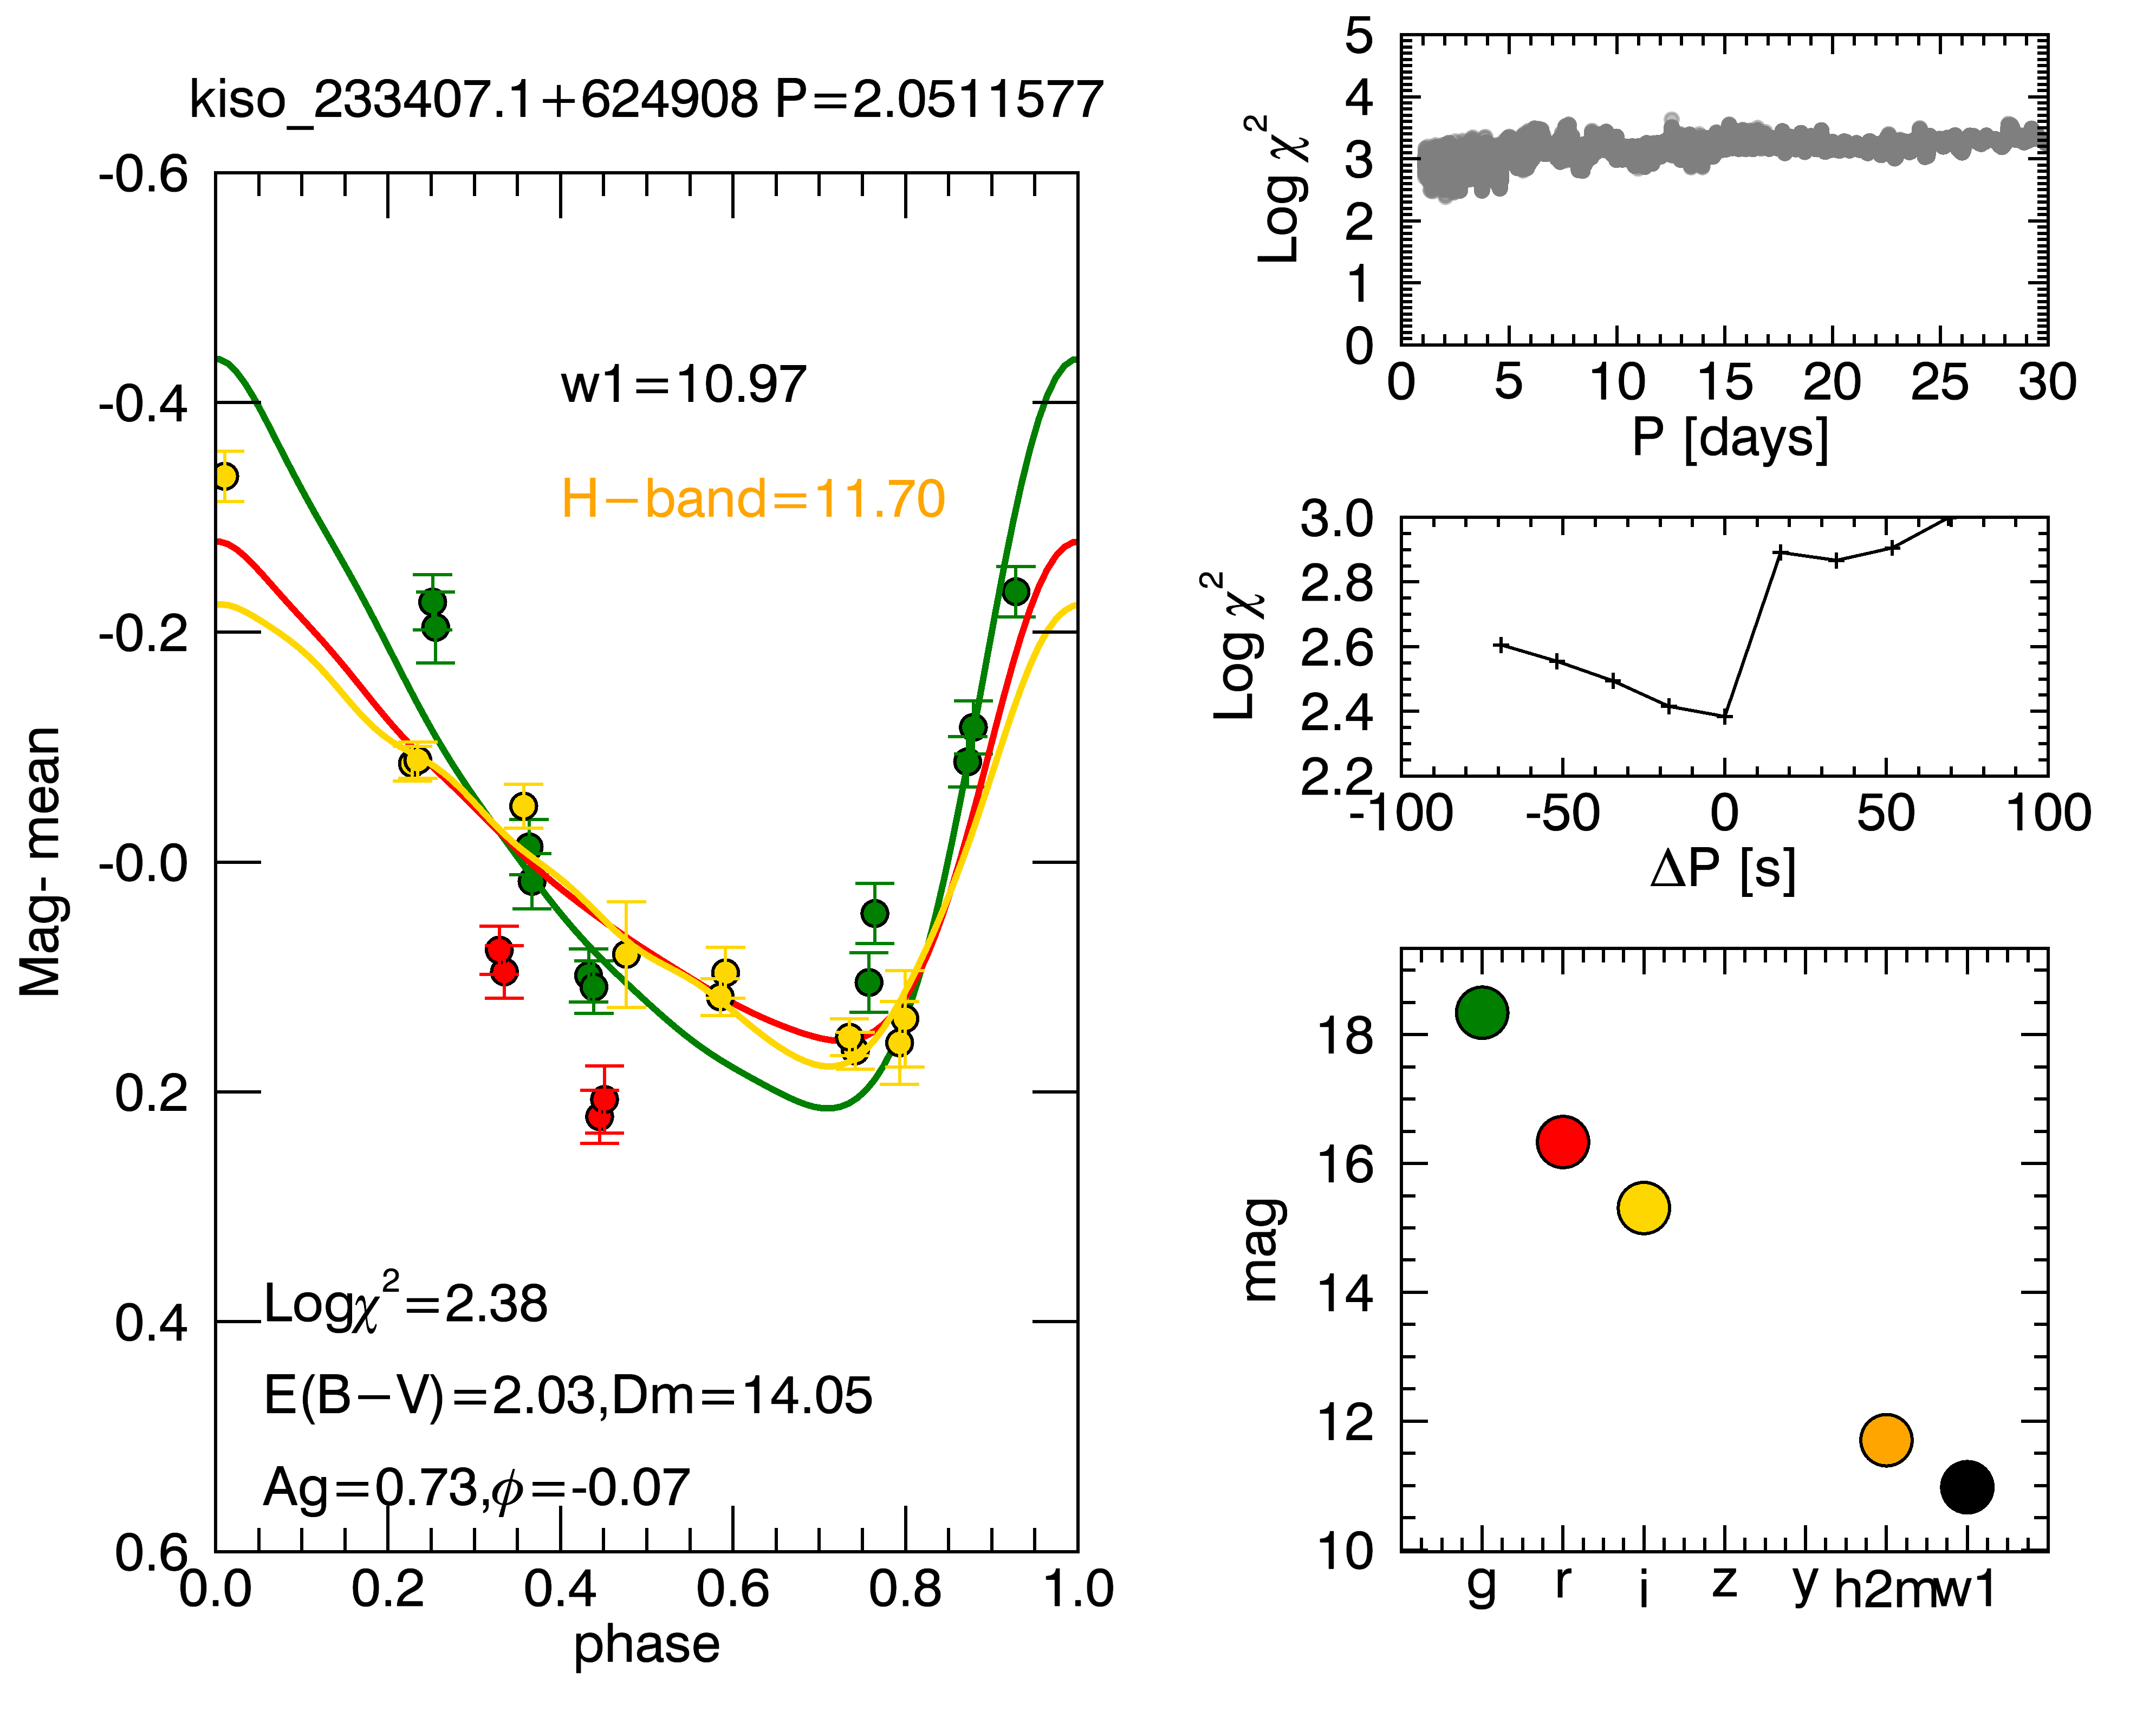 kiso_233407.1+624908 P=2.0511577
-0.6
-0.4
-0.2
-0.0
0.2
0.4
0.6
Mag- mean
w1=10.97
H−band=11.70
Logχ²=2.38
E(B−V)=2.03,Dm=14.05
Ag=0.73,ϕ=-0.07
0.0 0.2 0.4 0.6 0.8 1.0
phase
5
4
3
2
1
0
Log χ²
0 5 10 15 20 25 30
P [days]
3.0
2.8
2.6
2.4
2.2
Log χ²
-100 -50 0 50 100
ΔP [s]
18
16
14
12
10
mag
g r i z y h2mw1